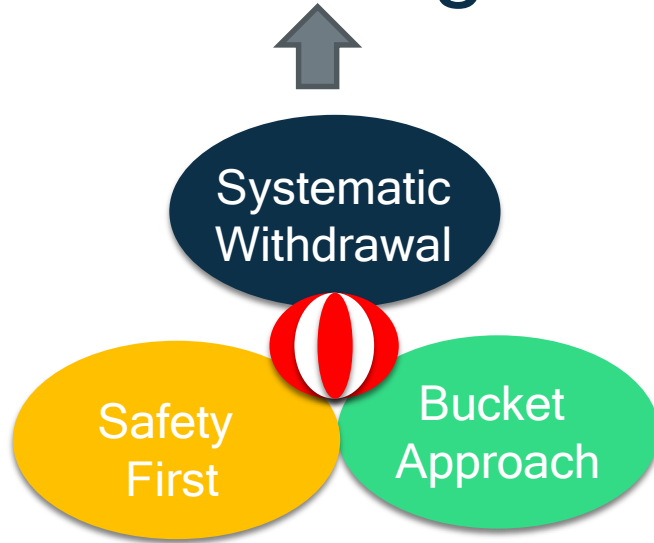 Systematic
Withdrawal
Safety
First
Bucket
Approach